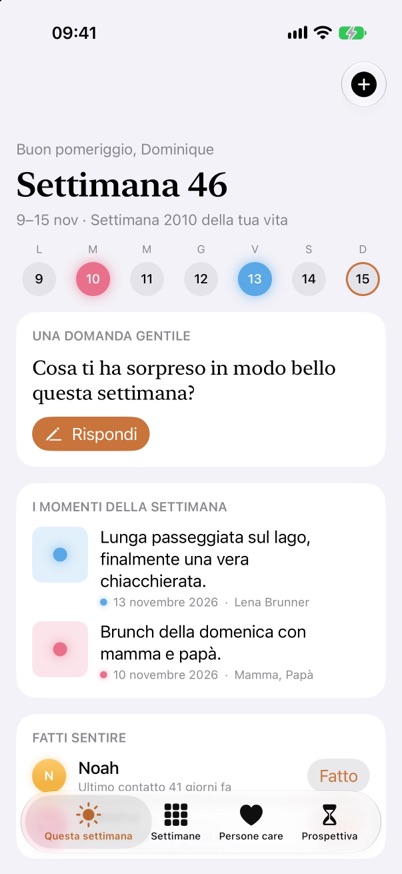 09:41
Buon pomeriggio, Dominique
Settimana 46
9–15 nov · Settimana 2010 della tua vita
L M M G V S D
9 10 11 12 13 14 15
UNA DOMANDA GENTILE
Cosa ti ha sorpreso in modo bello
questa settimana?
Rispondi
I MOMENTI DELLA SETTIMANA
Lunga passeggiata sul lago,
finalmente una vera
chiacchierata.
13 novembre 2026 · Lena Brunner
Brunch della domenica con
mamma e papà.
10 novembre 2026 · Mamma, Papà
FATTI SENTIRE
N Noah Fatto
Ultimo contatto 41 giorni fa
Questa settimana Settimane Persone care Prospettiva